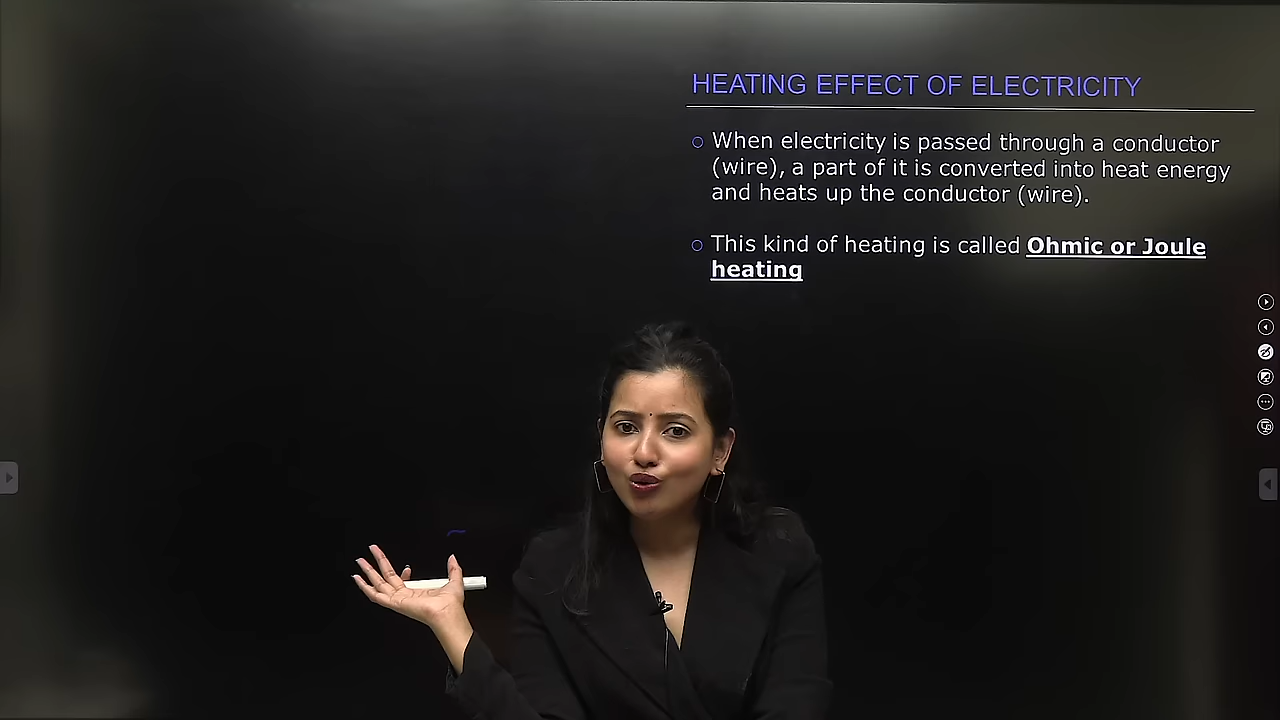 HEATING EFFECT OF ELECTRICITY
When electricity is passed through a conductor
(wire), a part of it is converted into heat energy
and heats up the conductor (wire).
This kind of heating is called Ohmic or Joule
heating